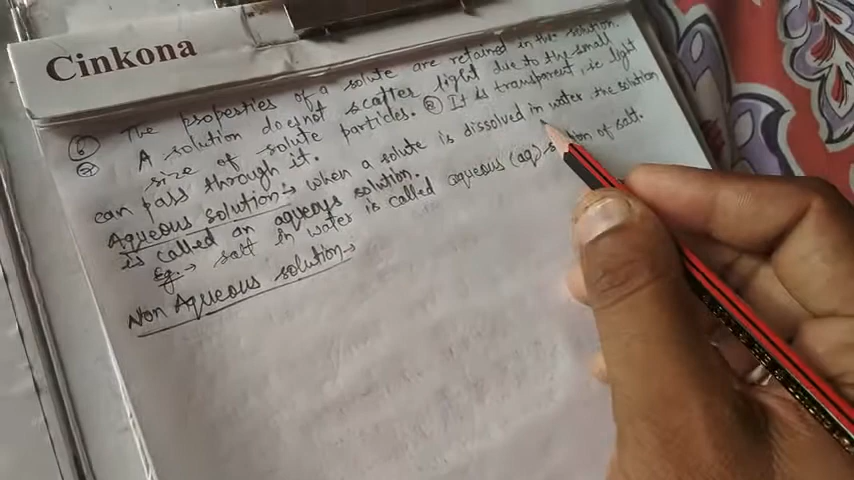 Cinkona
⑥ The properties of a solute are retained in the solution.
⑦ A solution does not scatter light due to the small
size of solute particles. ⑧ It is transparent, ie light
can pass through it.
Aqueous solution:- when a solute is dissolved in water. the solution
is called an aqueous solution.
Eg.→ salt in water is called aqueous (aq) solution of salt.
Non Aqueous solution→